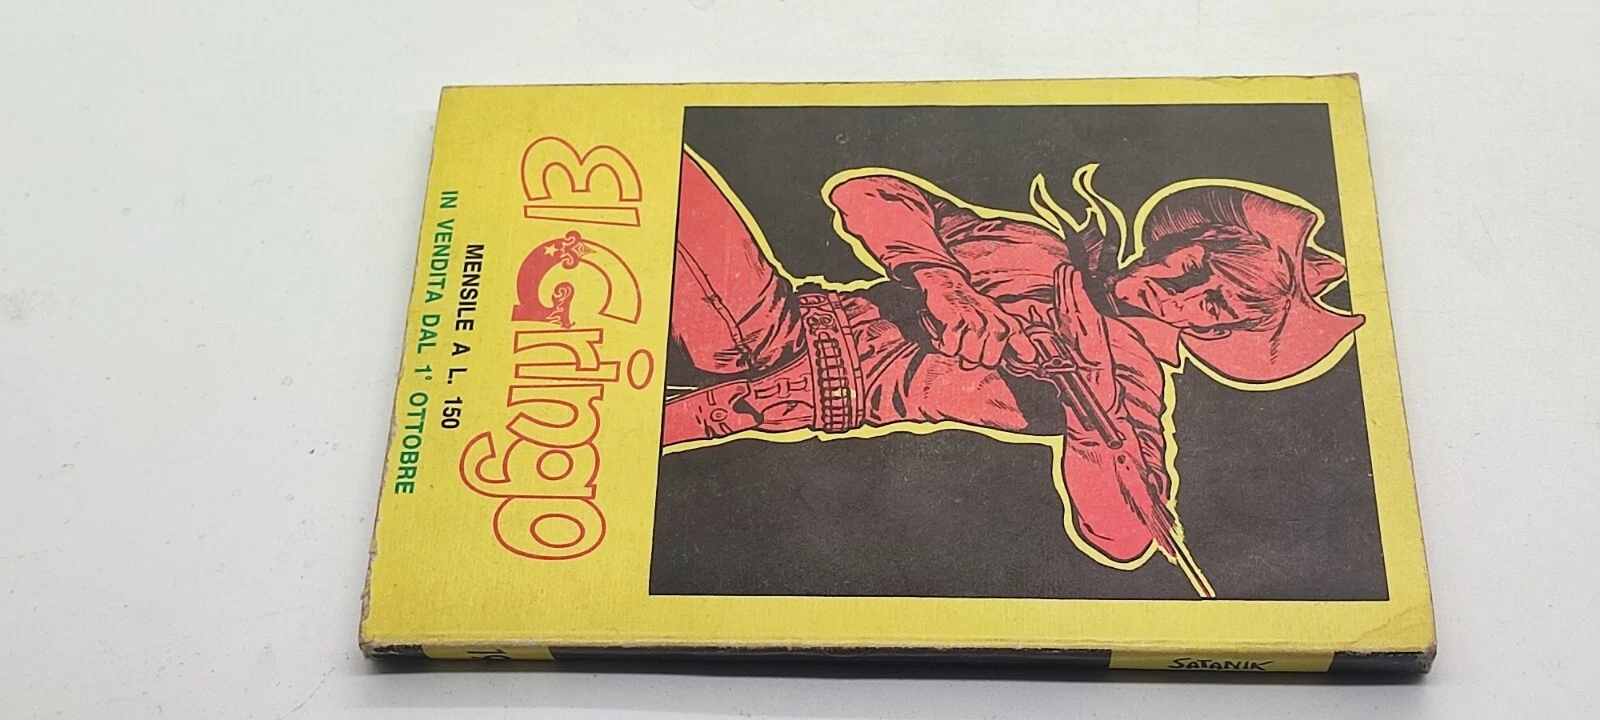 El Gringo
MENSILE A L. 150
IN VENDITA DAL 1° OTTOBRE
SATANIK